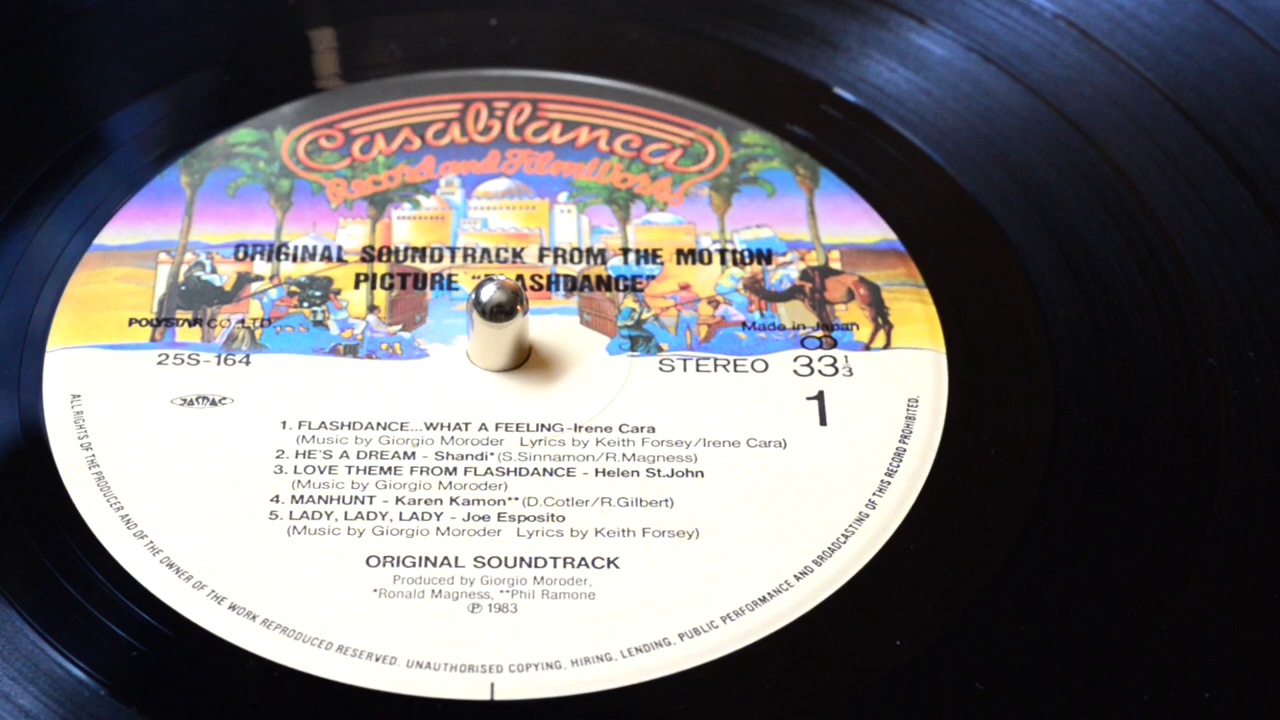 Casablanca
Record and FilmWorks
ORIGINAL SOUNDTRACK FROM THE MOTION
PICTURE "FLASHDANCE"
POLYSTAR CO., LTD.
Made in Japan
25S-164
STEREO 33⅓
JASRAC
1
1. FLASHDANCE...WHAT A FEELING-Irene Cara
(Music by Giorgio Moroder Lyrics by Keith Forsey/Irene Cara)
2. HE'S A DREAM - Shandi*(S.Sinnamon/R.Magness)
3. LOVE THEME FROM FLASHDANCE - Helen St.John
(Music by Giorgio Moroder)
4. MANHUNT - Karen Kamon**(D.Cotler/R.Gilbert)
5. LADY, LADY, LADY - Joe Esposito
(Music by Giorgio Moroder Lyrics by Keith Forsey)
ORIGINAL SOUNDTRACK
Produced by Giorgio Moroder,
*Ronald Magness, **Phil Ramone
℗ 1983
ALL RIGHTS OF THE PRODUCER AND OF THE OWNER OF THE WORK REPRODUCED RESERVED. UNAUTHORISED COPYING, HIRING, LENDING, PUBLIC PERFORMANCE AND BROADCASTING OF THIS RECORD PROHIBITED.